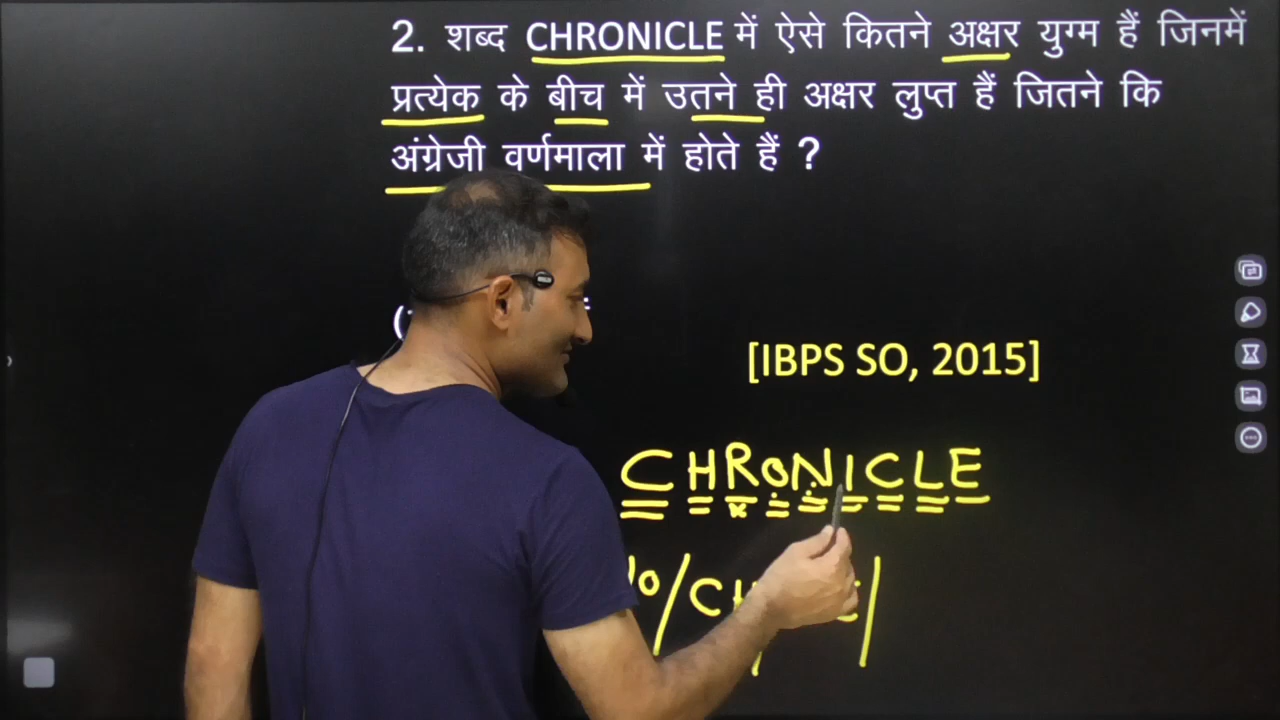 2. शब्द CHRONICLE में ऐसे कितने अक्षर युग्म हैं जिनमें
प्रत्येक के बीच में उतने ही अक्षर लुप्त हैं जितने कि
अंग्रेजी वर्णमाला में होते हैं ?
[IBPS SO, 2015]
CHRONICLE